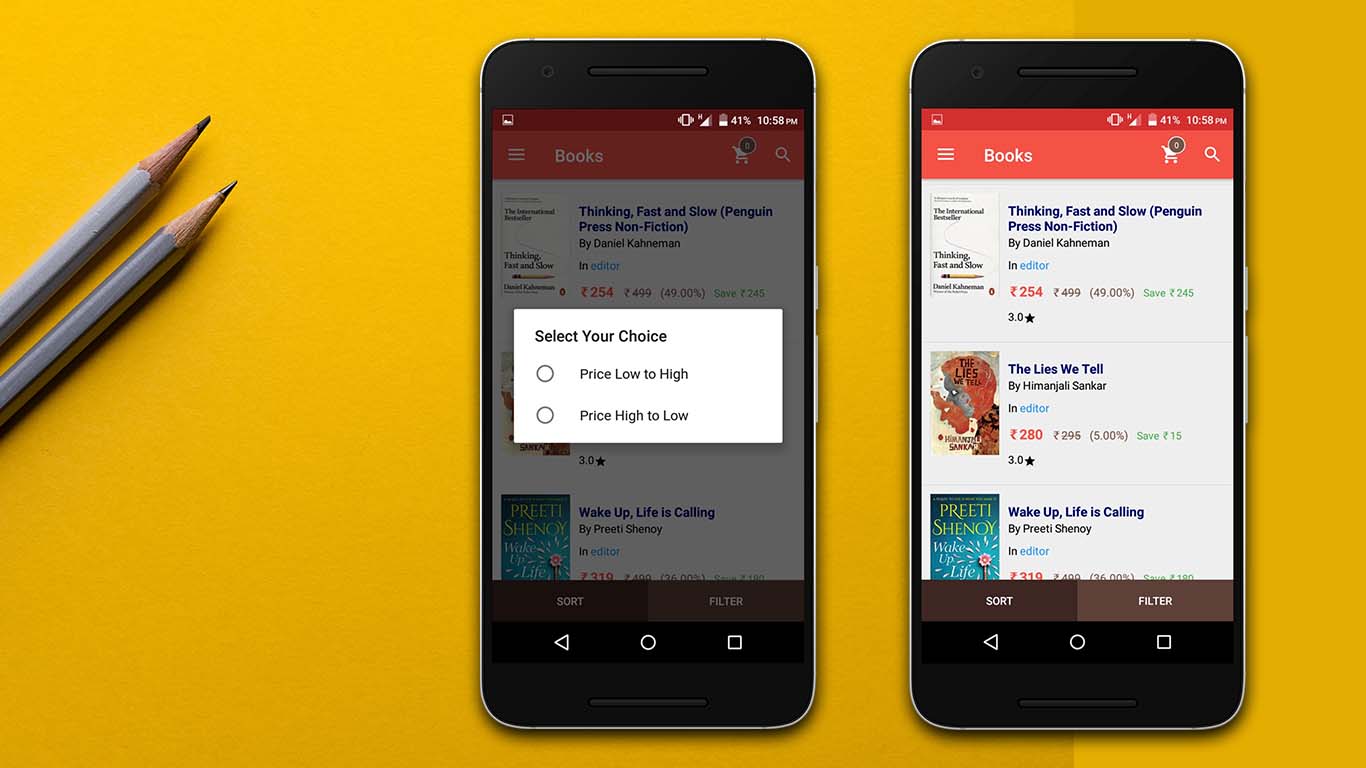 41% 10:58 PM
Books
0
The International
Bestseller
Thinking,
Fast and Slow
Daniel Kahneman
Thinking, Fast and Slow (Penguin
Press Non-Fiction)
By Daniel Kahneman
In editor
₹254 ₹499 (49.00%) Save ₹245
Select Your Choice
Price Low to High
Price High to Low
HIMANJALI
SANKAR
3.0★
PREETI
SHENOY
Wake
Up
Life
Wake Up, Life is Calling
By Preeti Shenoy
In editor
₹319 ₹499 (36.00%) Save ₹180
SORT FILTER
H 41% 10:58 PM
Books
0
The International
Bestseller
Thinking,
Fast and Slow
Daniel Kahneman
Thinking, Fast and Slow (Penguin
Press Non-Fiction)
By Daniel Kahneman
In editor
₹254 ₹499 (49.00%) Save ₹245
3.0★
THE
LIES
WE TELL
HIMANJALI
SANKAR
The Lies We Tell
By Himanjali Sankar
In editor
₹280 ₹295 (5.00%) Save ₹15
3.0★
PREETI
SHENOY
Wake
Up
Life
Wake Up, Life is Calling
By Preeti Shenoy
In editor
₹319 ₹499 (36.00%) Save ₹180
SORT FILTER